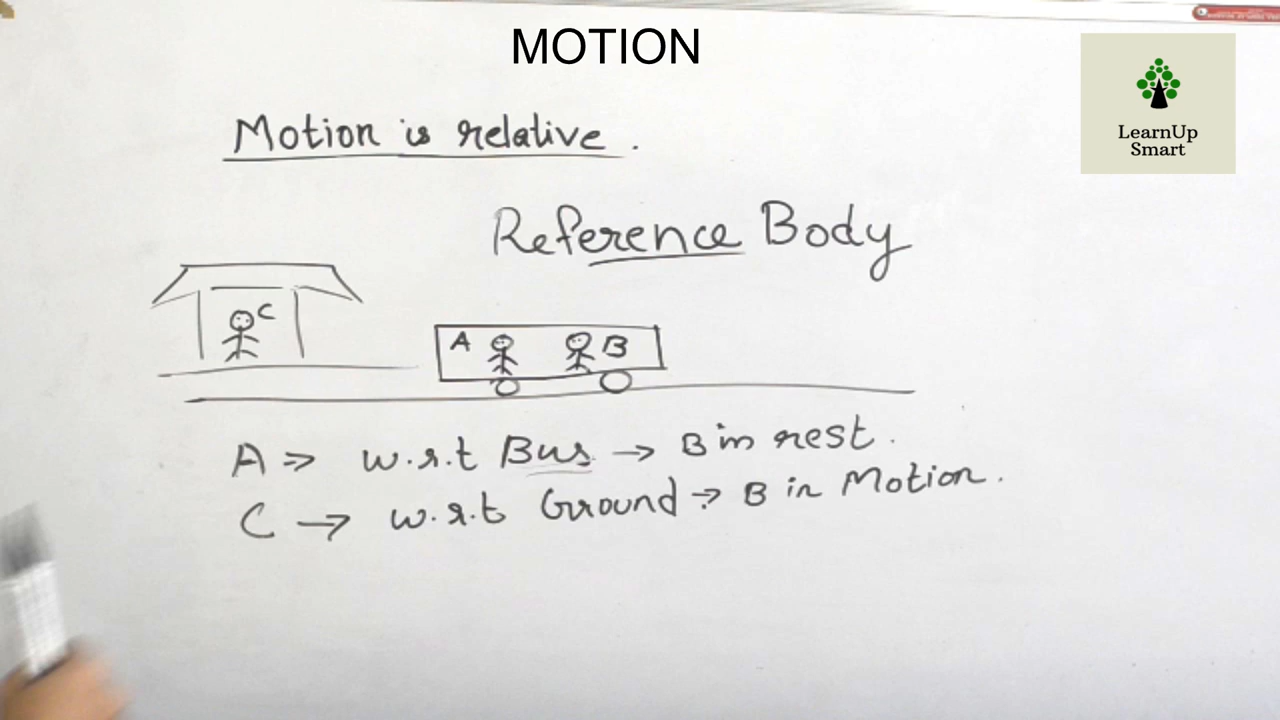 MOTION
LearnUp
Smart
Motion is relative.
Reference Body
C
A B
A ⇒ w.r.t Bus → B in rest.
C → w.r.t Ground → B in Motion.